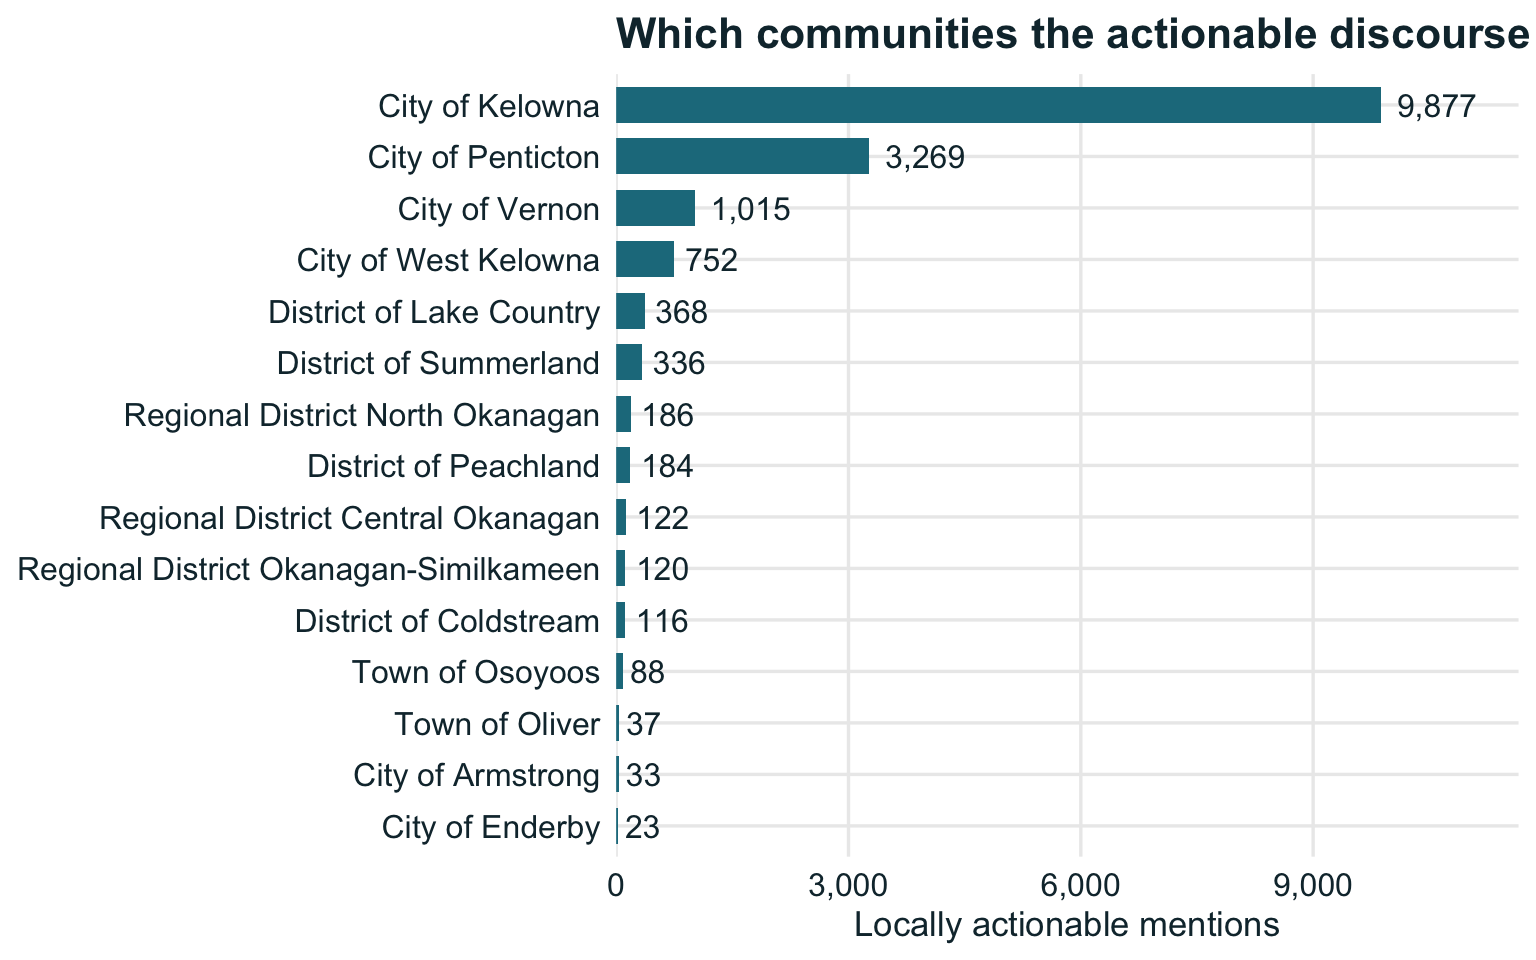 Which communities the actionable discourse
City of Kelowna 9,877
City of Penticton 3,269
City of Vernon 1,015
City of West Kelowna 752
District of Lake Country 368
District of Summerland 336
Regional District North Okanagan 186
District of Peachland 184
Regional District Central Okanagan 122
Regional District Okanagan-Similkameen 120
District of Coldstream 116
Town of Osoyoos 88
Town of Oliver 37
City of Armstrong 33
City of Enderby 23
0 3,000 6,000 9,000
Locally actionable mentions